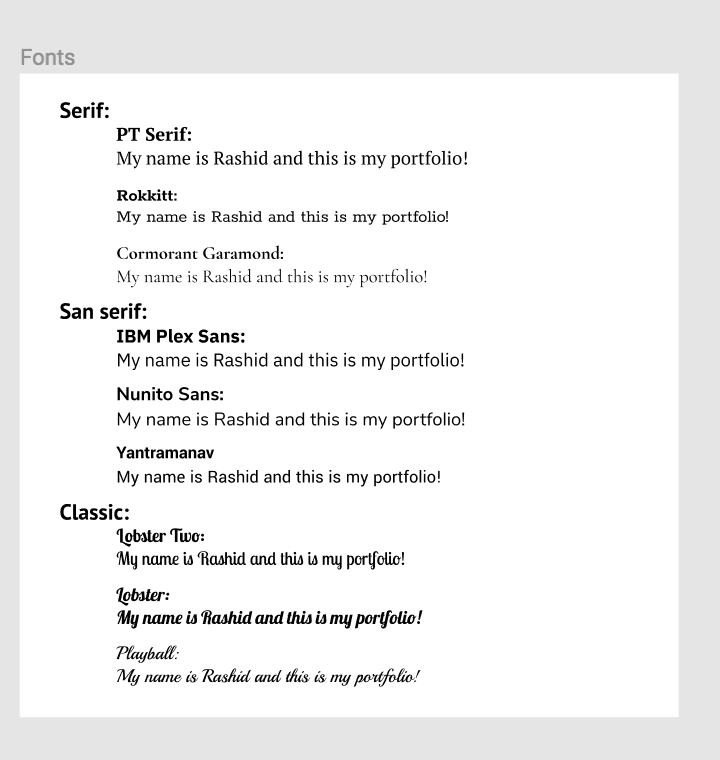 Fonts
Serif:
PT Serif:
My name is Rashid and this is my portfolio!
Rokkitt:
My name is Rashid and this is my portfolio!
Cormorant Garamond:
My name is Rashid and this is my portfolio!
San serif:
IBM Plex Sans:
My name is Rashid and this is my portfolio!
Nunito Sans:
My name is Rashid and this is my portfolio!
Yantramanav
My name is Rashid and this is my portfolio!
Classic:
Lobster Two:
My name is Rashid and this is my portfolio!
Lobster:
My name is Rashid and this is my portfolio!
Playball:
My name is Rashid and this is my portfolio!